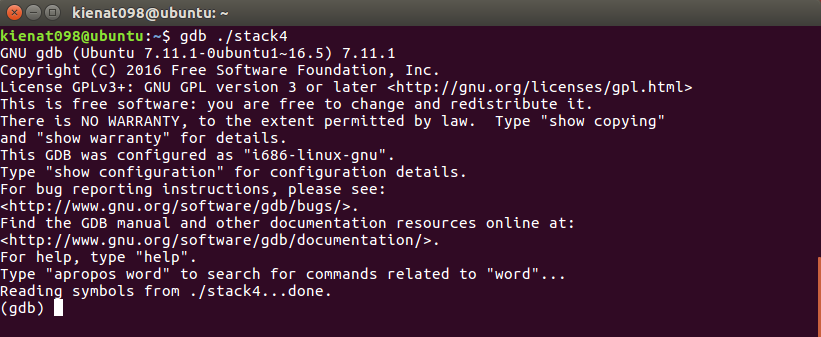 kienat098@ubuntu: ~
kienat098@ubuntu:~$ gdb ./stack4
GNU gdb (Ubuntu 7.11.1-0ubuntu1~16.5) 7.11.1
Copyright (C) 2016 Free Software Foundation, Inc.
License GPLv3+: GNU GPL version 3 or later <http://gnu.org/licenses/gpl.html>
This is free software: you are free to change and redistribute it.
There is NO WARRANTY, to the extent permitted by law.  Type "show copying"
and "show warranty" for details.
This GDB was configured as "i686-linux-gnu".
Type "show configuration" for configuration details.
For bug reporting instructions, please see:
<http://www.gnu.org/software/gdb/bugs/>.
Find the GDB manual and other documentation resources online at:
<http://www.gnu.org/software/gdb/documentation/>.
For help, type "help".
Type "apropos word" to search for commands related to "word"...
Reading symbols from ./stack4...done.
(gdb)